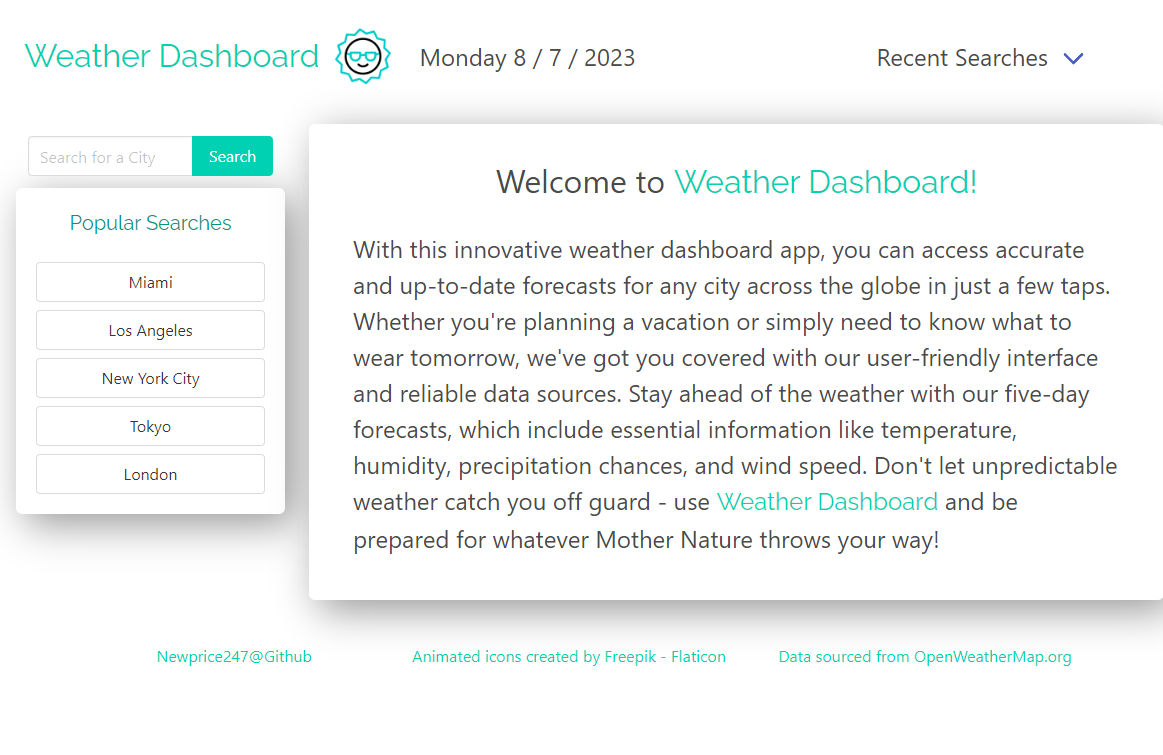 Weather Dashboard
Monday 8 / 7 / 2023
Recent Searches
Search for a City
Search
Popular Searches
Miami
Los Angeles
New York City
Tokyo
London
Welcome to Weather Dashboard!
With this innovative weather dashboard app, you can access accurate
and up-to-date forecasts for any city across the globe in just a few taps.
Whether you're planning a vacation or simply need to know what to
wear tomorrow, we've got you covered with our user-friendly interface
and reliable data sources. Stay ahead of the weather with our five-day
forecasts, which include essential information like temperature,
humidity, precipitation chances, and wind speed. Don't let unpredictable
weather catch you off guard - use Weather Dashboard and be
prepared for whatever Mother Nature throws your way!
Newprice247@Github
Animated icons created by Freepik - Flaticon
Data sourced from OpenWeatherMap.org